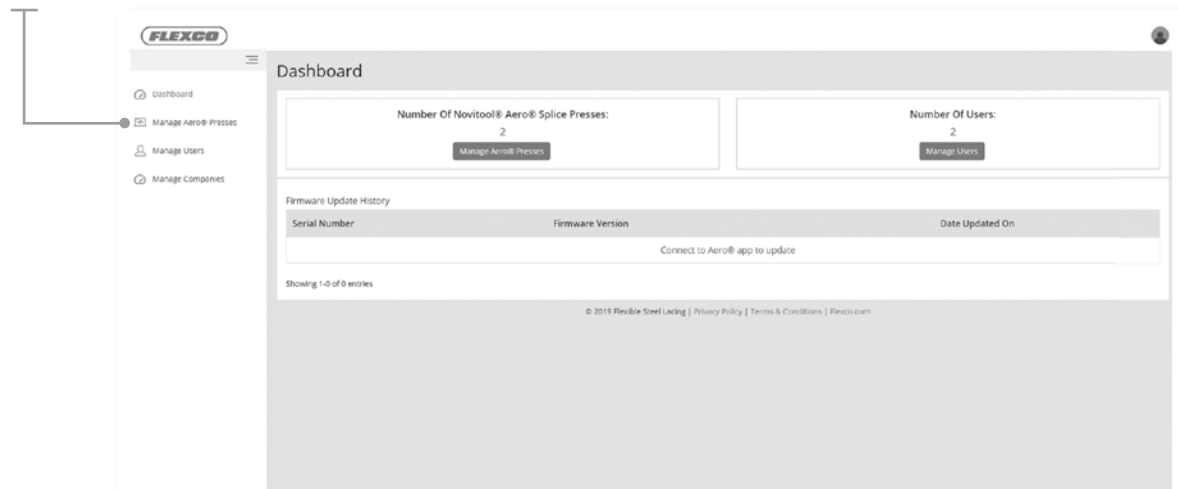 FLEXCO
Dashboard
Dashboard
Manage Aero® Presses
Manage Users
Manage Companies
Number Of Novitool® Aero® Splice Presses:
2
Manage Aero® Presses
Number Of Users:
2
Manage Users
Firmware Update History
Serial Number Firmware Version Date Updated On
Connect to Aero® app to update
Showing 1-0 of 0 entries
© 2019 Flexible Steel Lacing | Privacy Policy | Terms & Conditions | Flexco.com